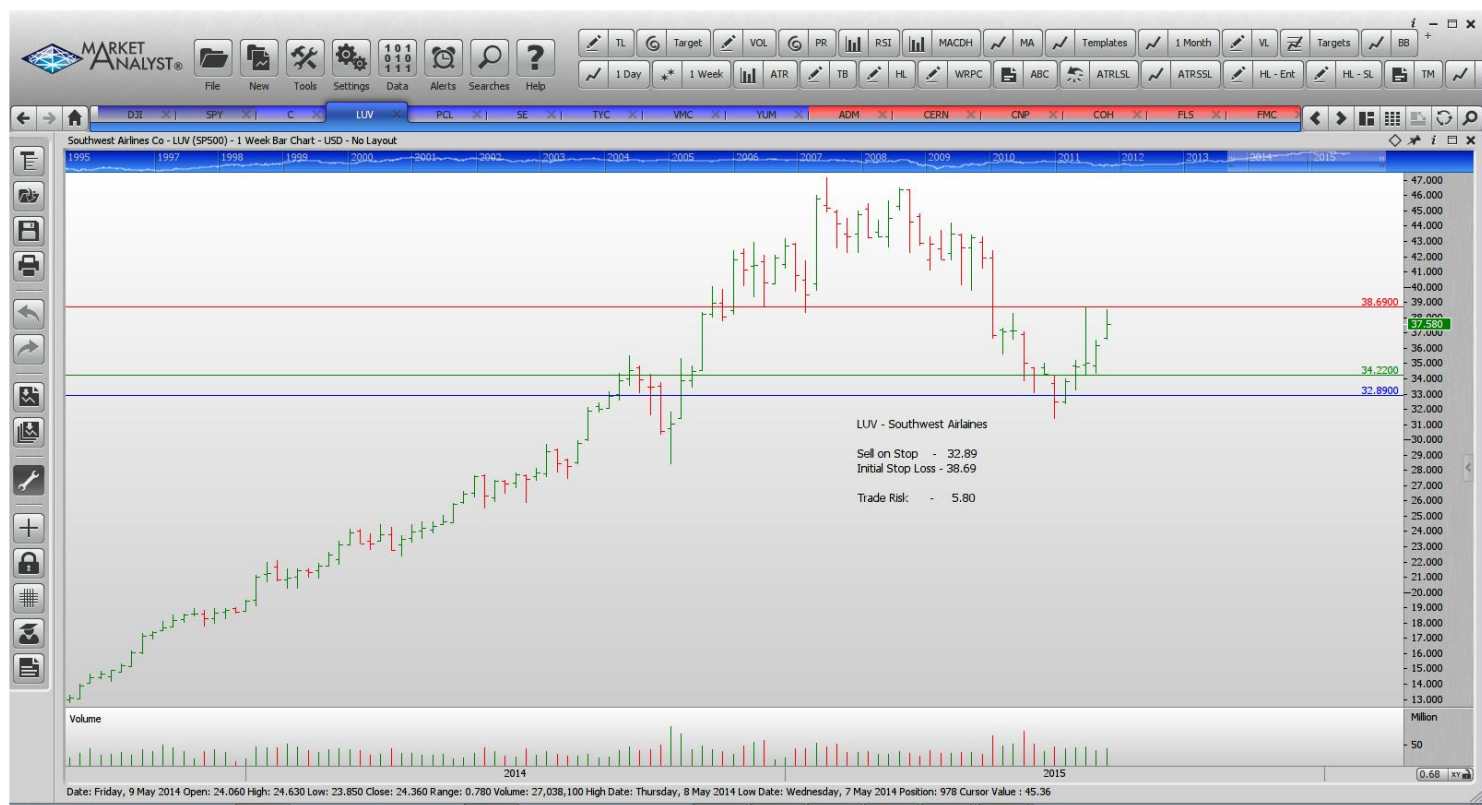 MARKET
ANALYST®
File New Tools Settings Data Alerts Searches Help
101
010
111
TL Target VOL PR RSI MACDH MA Templates 1 Month VL Targets BB
1 Day 1 Week ATR TB HL WRPC ABC ATRLSL ATRSSL HL - Ent HL - SL TM
DJI SPY C LUV PCL SE TYC VMC YUM ADM CERN CNP COH FLS FMC
Southwest Airlines Co - LUV (SP500) - 1 Week Bar Chart - USD - No Layout
1995 1997 1998 1999 2000 2001 2002 2003 2004 2005 2006 2007 2008 2009 2010 2011 2012 2013 2014 2015
47.000
46.000
45.000
44.000
43.000
42.000
41.000
40.000
39.000
38.6900
38.000
37.580
37.000
36.000
35.000
34.2200
34.000
32.8900
33.000
32.000
31.000
30.000
29.000
28.000
27.000
26.000
25.000
24.000
23.000
22.000
21.000
20.000
19.000
18.000
17.000
16.000
15.000
14.000
13.000
LUV - Southwest Airlaines
Sell on Stop - 32.89
Initial Stop Loss - 38.69
Trade Risk - 5.80
Volume
Million
50
2014 2015
0.68 XY
Date: Friday, 9 May 2014 Open: 24.060 High: 24.630 Low: 23.850 Close: 24.360 Range: 0.780 Volume: 27,038,100 High Date: Thursday, 8 May 2014 Low Date: Wednesday, 7 May 2014 Position: 978 Cursor Value : 45.36